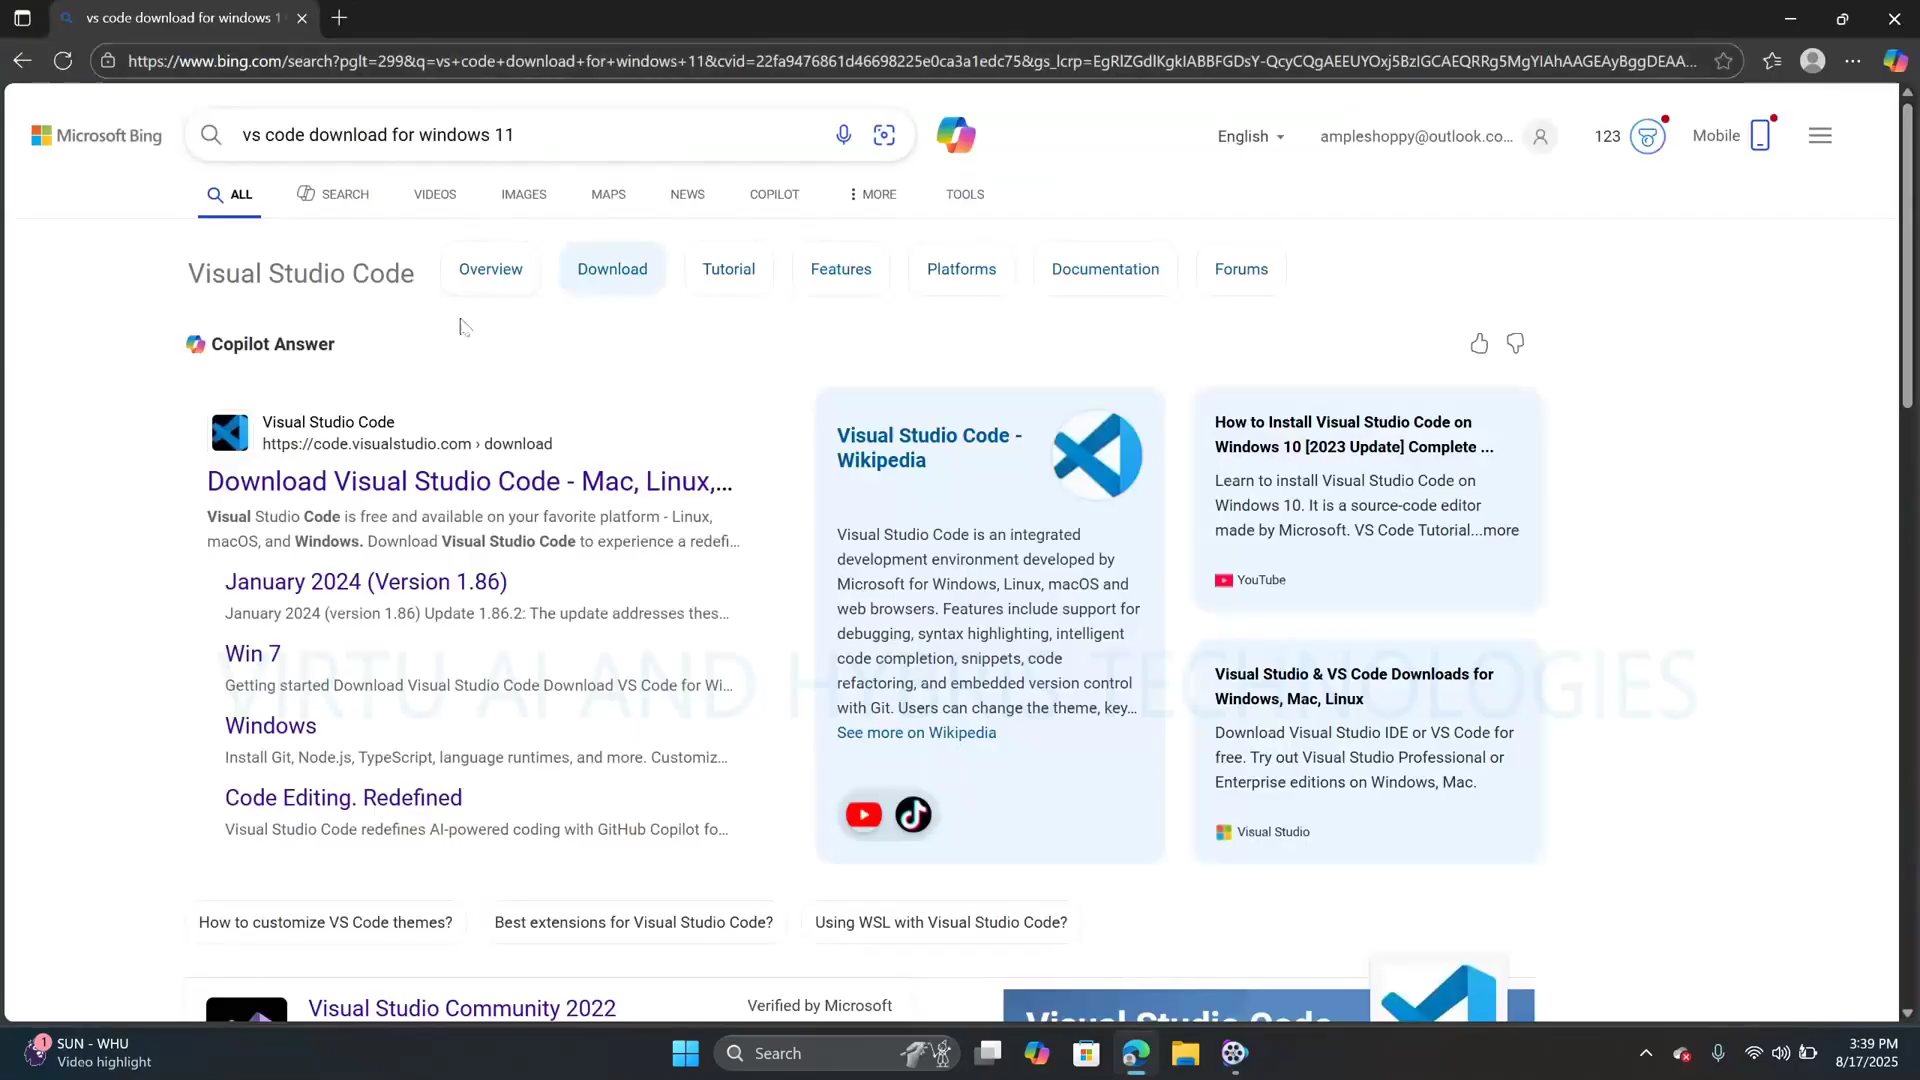 vs code download for windows 1
https://www.bing.com/search?pglt=299&q=vs+code+download+for+windows+11&cvid=22fa9476861d46698225e0ca3a1edc75&gs_lcrp=EgRlZGdlKgkIABBFGDsY-QcyCQgAEEUYOxj5BzIGCAEQRRg5MgYIAhAAGEAyBggDEAA...
Microsoft Bing
vs code download for windows 11
English
ampleshoppy@outlook.co...
123
Mobile
ALL
SEARCH
VIDEOS
IMAGES
MAPS
NEWS
COPILOT
MORE
TOOLS
Visual Studio Code
Overview
Download
Tutorial
Features
Platforms
Documentation
Forums
Copilot Answer
Visual Studio Code
https://code.visualstudio.com › download
Download Visual Studio Code - Mac, Linux,...
Visual Studio Code is free and available on your favorite platform - Linux,
macOS, and Windows. Download Visual Studio Code to experience a redefi...
January 2024 (Version 1.86)
January 2024 (version 1.86) Update 1.86.2: The update addresses thes...
Win 7
Getting started Download Visual Studio Code Download VS Code for Wi...
Windows
Install Git, Node.js, TypeScript, language runtimes, and more. Customiz...
Code Editing. Redefined
Visual Studio Code redefines AI-powered coding with GitHub Copilot fo...
Visual Studio Code -
Wikipedia
Visual Studio Code is an integrated
development environment developed by
Microsoft for Windows, Linux, macOS and
web browsers. Features include support for
debugging, syntax highlighting, intelligent
code completion, snippets, code
refactoring, and embedded version control
with Git. Users can change the theme, key...
See more on Wikipedia
How to Install Visual Studio Code on
Windows 10 [2023 Update] Complete ...
Learn to install Visual Studio Code on
Windows 10. It is a source-code editor
made by Microsoft. VS Code Tutorial...more
YouTube
Visual Studio & VS Code Downloads for
Windows, Mac, Linux
Download Visual Studio IDE or VS Code for
free. Try out Visual Studio Professional or
Enterprise editions on Windows, Mac.
Visual Studio
VIRTU AI AND TECHNOLOGIES
How to customize VS Code themes?
Best extensions for Visual Studio Code?
Using WSL with Visual Studio Code?
Visual Studio Community 2022
Verified by Microsoft
Visual Studio Code
1
SUN - WHU
Video highlight
Search
3:39 PM
8/17/2025